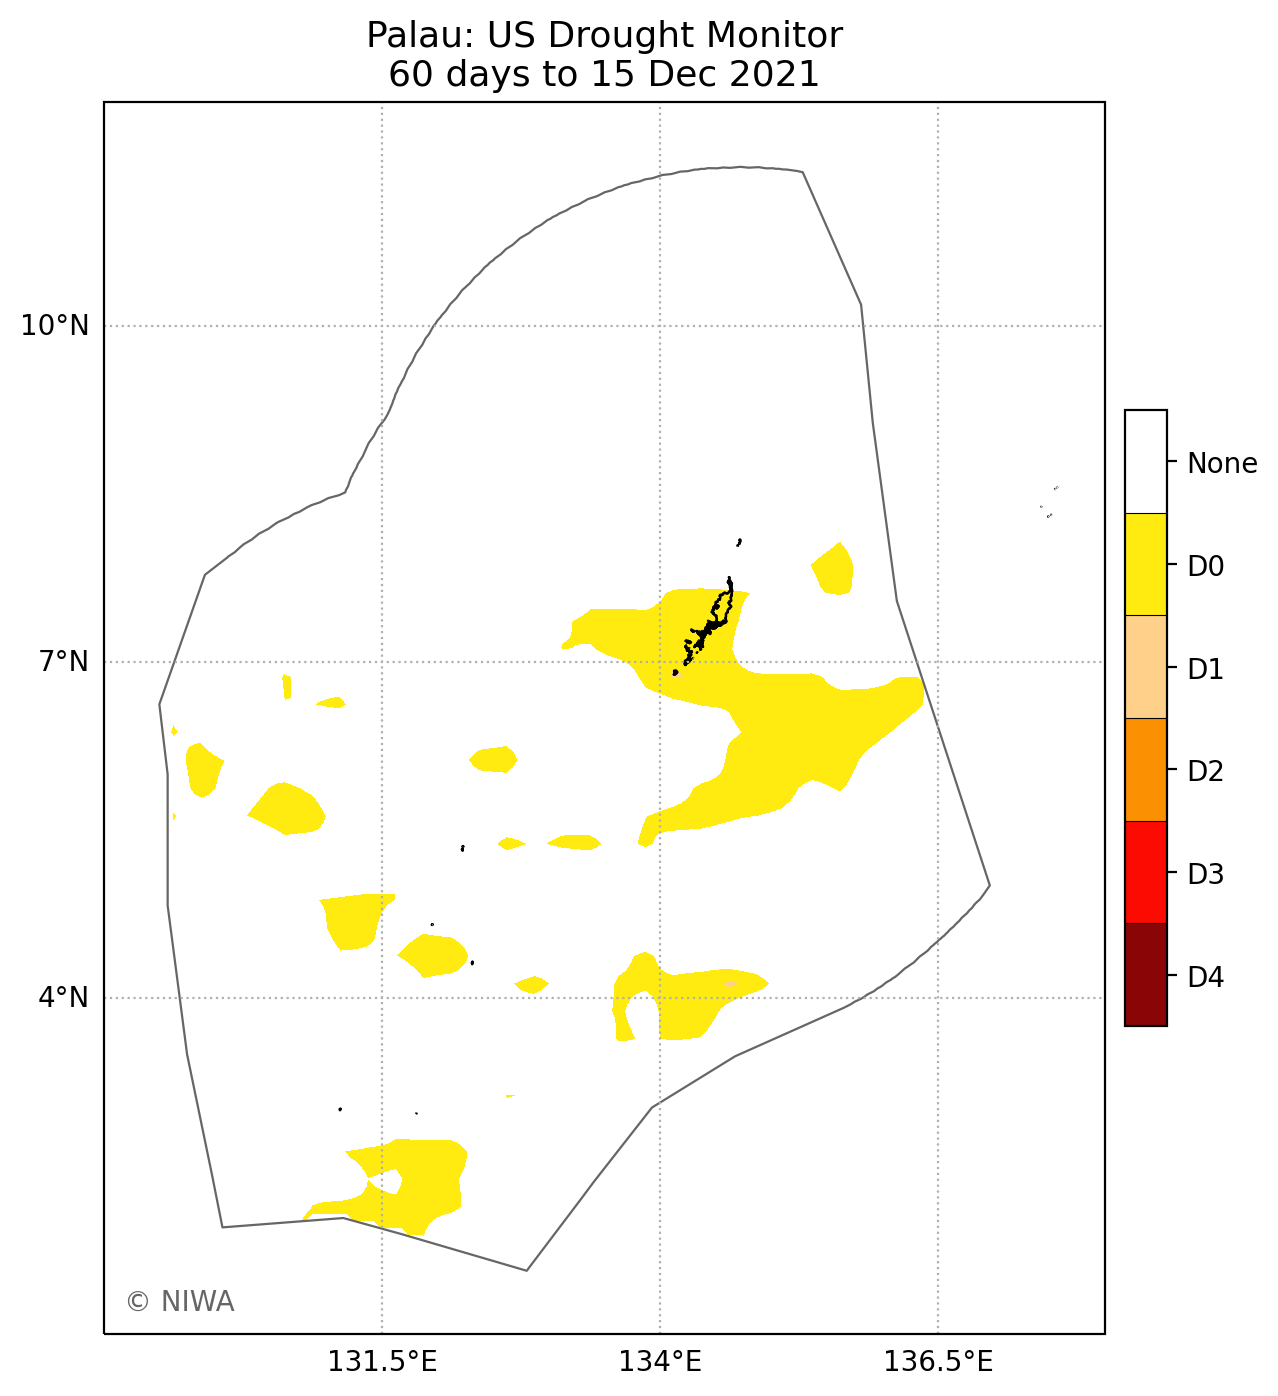 Palau: US Drought Monitor
60 days to 15 Dec 2021
10°N
7°N
4°N
131.5°E
134°E
136.5°E
None
D0
D1
D2
D3
D4
© NIWA